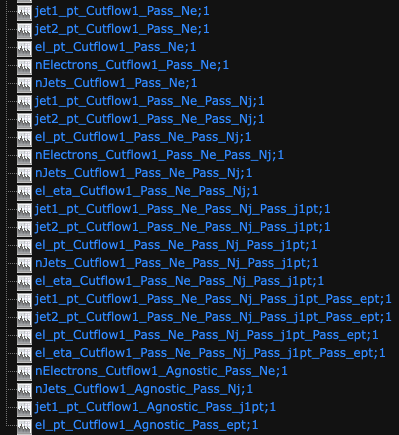 jet1_pt_Cutflow1_Pass_Ne;1
jet2_pt_Cutflow1_Pass_Ne;1
el_pt_Cutflow1_Pass_Ne;1
nElectrons_Cutflow1_Pass_Ne;1
nJets_Cutflow1_Pass_Ne;1
jet1_pt_Cutflow1_Pass_Ne_Pass_Nj;1
jet2_pt_Cutflow1_Pass_Ne_Pass_Nj;1
el_pt_Cutflow1_Pass_Ne_Pass_Nj;1
nElectrons_Cutflow1_Pass_Ne_Pass_Nj;1
nJets_Cutflow1_Pass_Ne_Pass_Nj;1
el_eta_Cutflow1_Pass_Ne_Pass_Nj;1
jet1_pt_Cutflow1_Pass_Ne_Pass_Nj_Pass_j1pt;1
jet2_pt_Cutflow1_Pass_Ne_Pass_Nj_Pass_j1pt;1
el_pt_Cutflow1_Pass_Ne_Pass_Nj_Pass_j1pt;1
nJets_Cutflow1_Pass_Ne_Pass_Nj_Pass_j1pt;1
el_eta_Cutflow1_Pass_Ne_Pass_Nj_Pass_j1pt;1
jet1_pt_Cutflow1_Pass_Ne_Pass_Nj_Pass_j1pt_Pass_ept;1
jet2_pt_Cutflow1_Pass_Ne_Pass_Nj_Pass_j1pt_Pass_ept;1
el_pt_Cutflow1_Pass_Ne_Pass_Nj_Pass_j1pt_Pass_ept;1
el_eta_Cutflow1_Pass_Ne_Pass_Nj_Pass_j1pt_Pass_ept;1
nElectrons_Cutflow1_Agnostic_Pass_Ne;1
nJets_Cutflow1_Agnostic_Pass_Nj;1
jet1_pt_Cutflow1_Agnostic_Pass_j1pt;1
el_pt_Cutflow1_Agnostic_Pass_ept;1